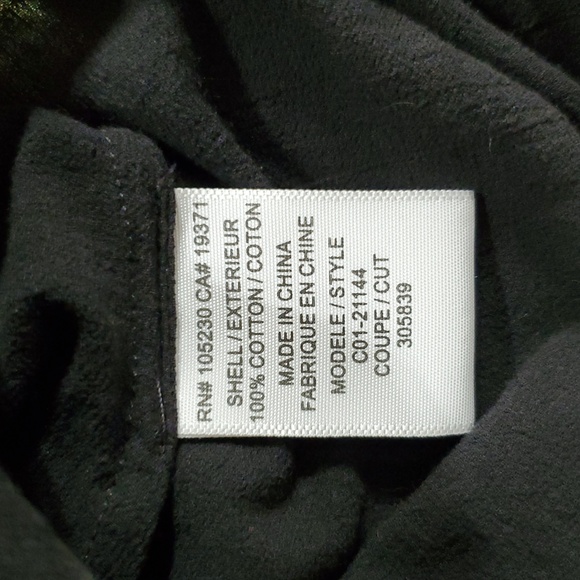 RN# 105230 CA# 19371
SHELL / EXTERIEUR
100% COTTON / COTON
MADE IN CHINA
FABRIQUE EN CHINE
MODELE / STYLE
C01-21144
COUPE / CUT
305839